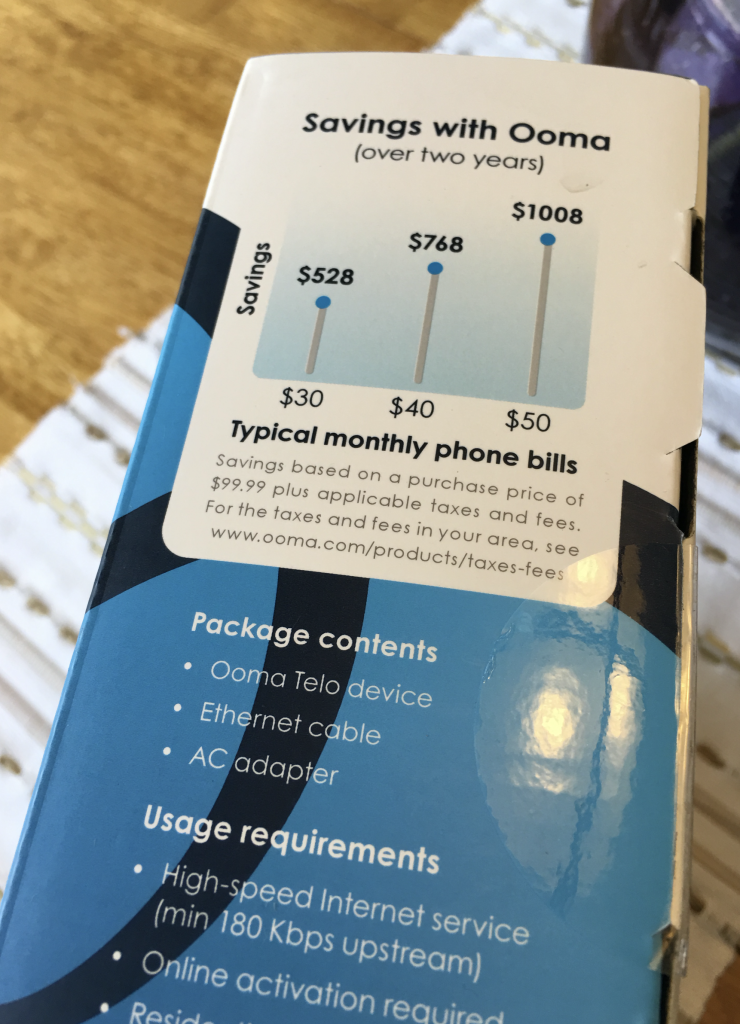 Savings with Ooma
(over two years)
Savings
$528
$768
$1008
$30
$40
$50
Typical monthly phone bills
Savings based on a purchase price of
$99.99 plus applicable taxes and fees.
For the taxes and fees in your area, see
www.ooma.com/products/taxes-fees
Package contents
• Ooma Telo device
• Ethernet cable
• AC adapter
Usage requirements
• High-speed Internet service
(min 180 Kbps upstream)
• Online activation required